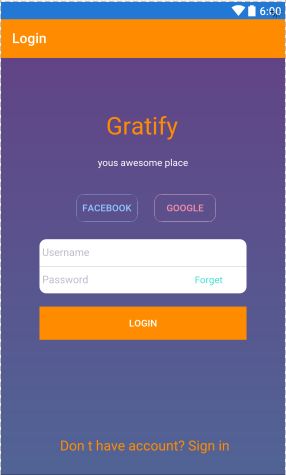 6:00
Login
Gratify
yous awesome place
FACEBOOK GOOGLE
Username
Password Forget
LOGIN
Don t have account? Sign in